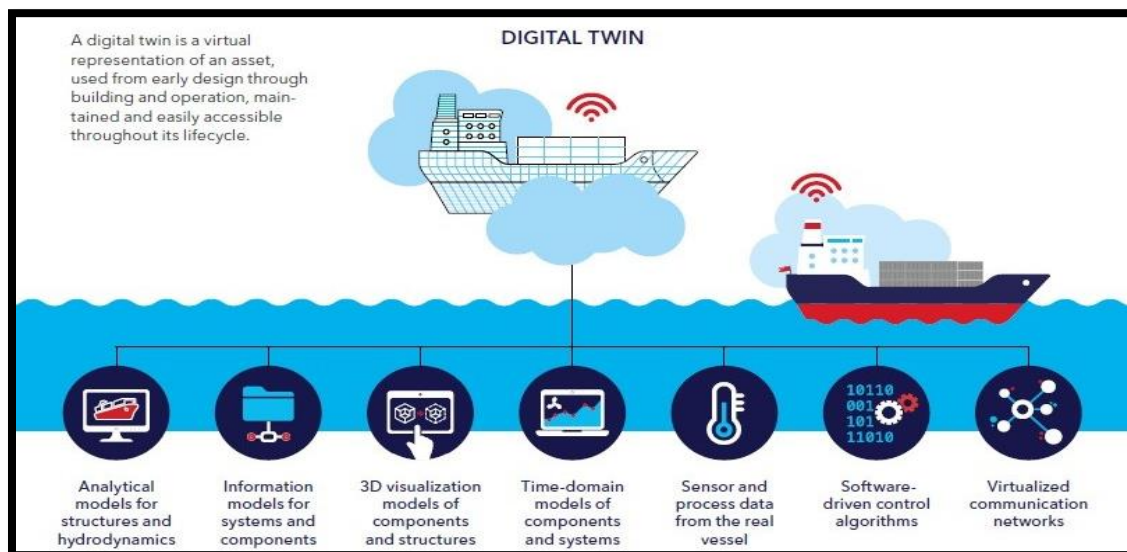 A digital twin is a virtual
representation of an asset,
used from early design through
building and operation, main-
tained and easily accessible
throughout its lifecycle.
DIGITAL TWIN
10110
001
101
11010
Analytical
models for
structures and
hydrodynamics
Information
models for
systems and
components
3D visualization
models of
components
and structures
Time-domain
models of
components
and systems
Sensor and
process data
from the real
vessel
Software-
driven control
algorithms
Virtualized
communication
networks